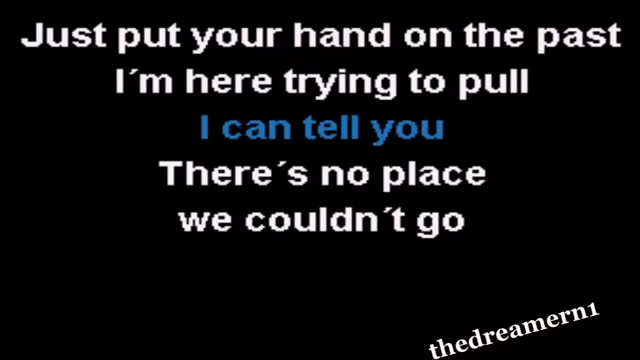 Just put your hand on the past
I´m here trying to pull
I can tell you
There´s no place
we couldn´t go
thedreamern1